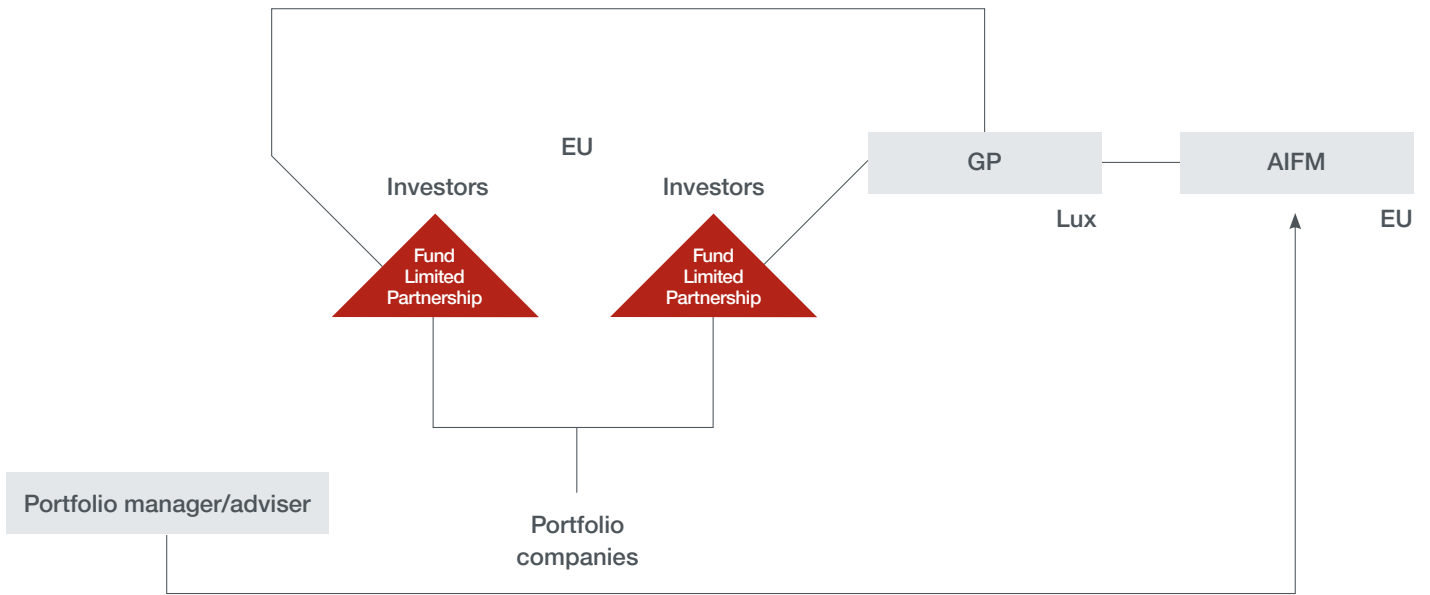 EU
GP
AIFM
Investors
Investors
Lux
EU
Fund
Limited
Partnership
Fund
Limited
Partnership
Portfolio manager/adviser
Portfolio
companies